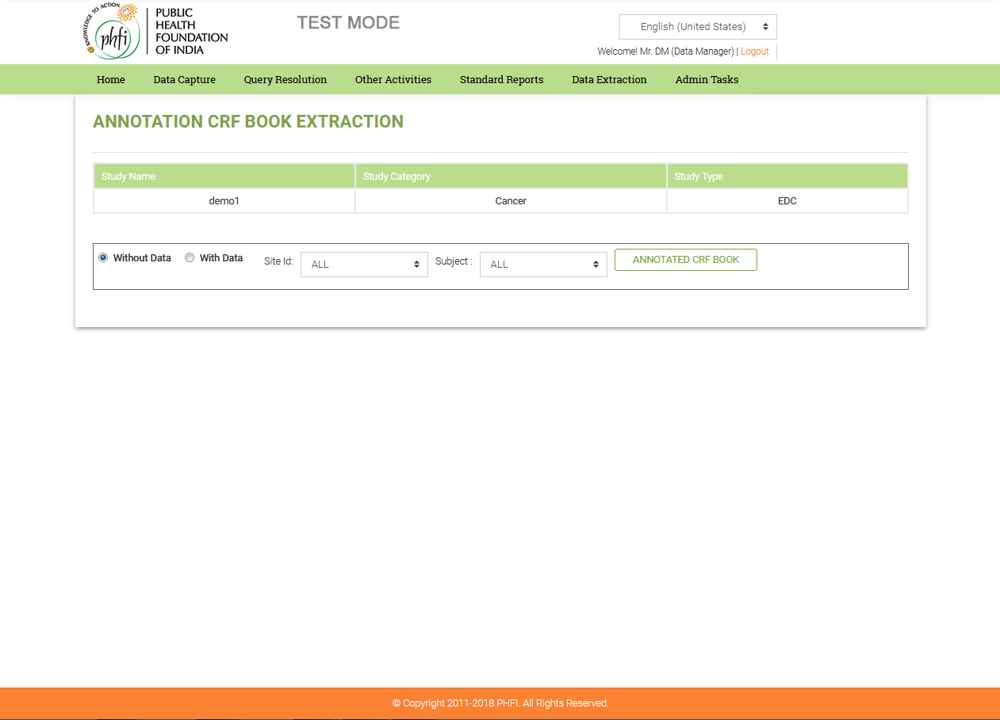 KNOWLEDGE TO ACTION
phfi
PUBLIC
HEALTH
FOUNDATION
OF INDIA
TEST MODE
English (United States)
Welcome! Mr. DM (Data Manager) | Logout
Home Data Capture Query Resolution Other Activities Standard Reports Data Extraction Admin Tasks
ANNOTATION CRF BOOK EXTRACTION
Study Name Study Category Study Type
demo1 Cancer EDC
Without Data With Data Site Id: ALL Subject : ALL ANNOTATED CRF BOOK
© Copyright 2011-2018 PHFI. All Rights Reserved.